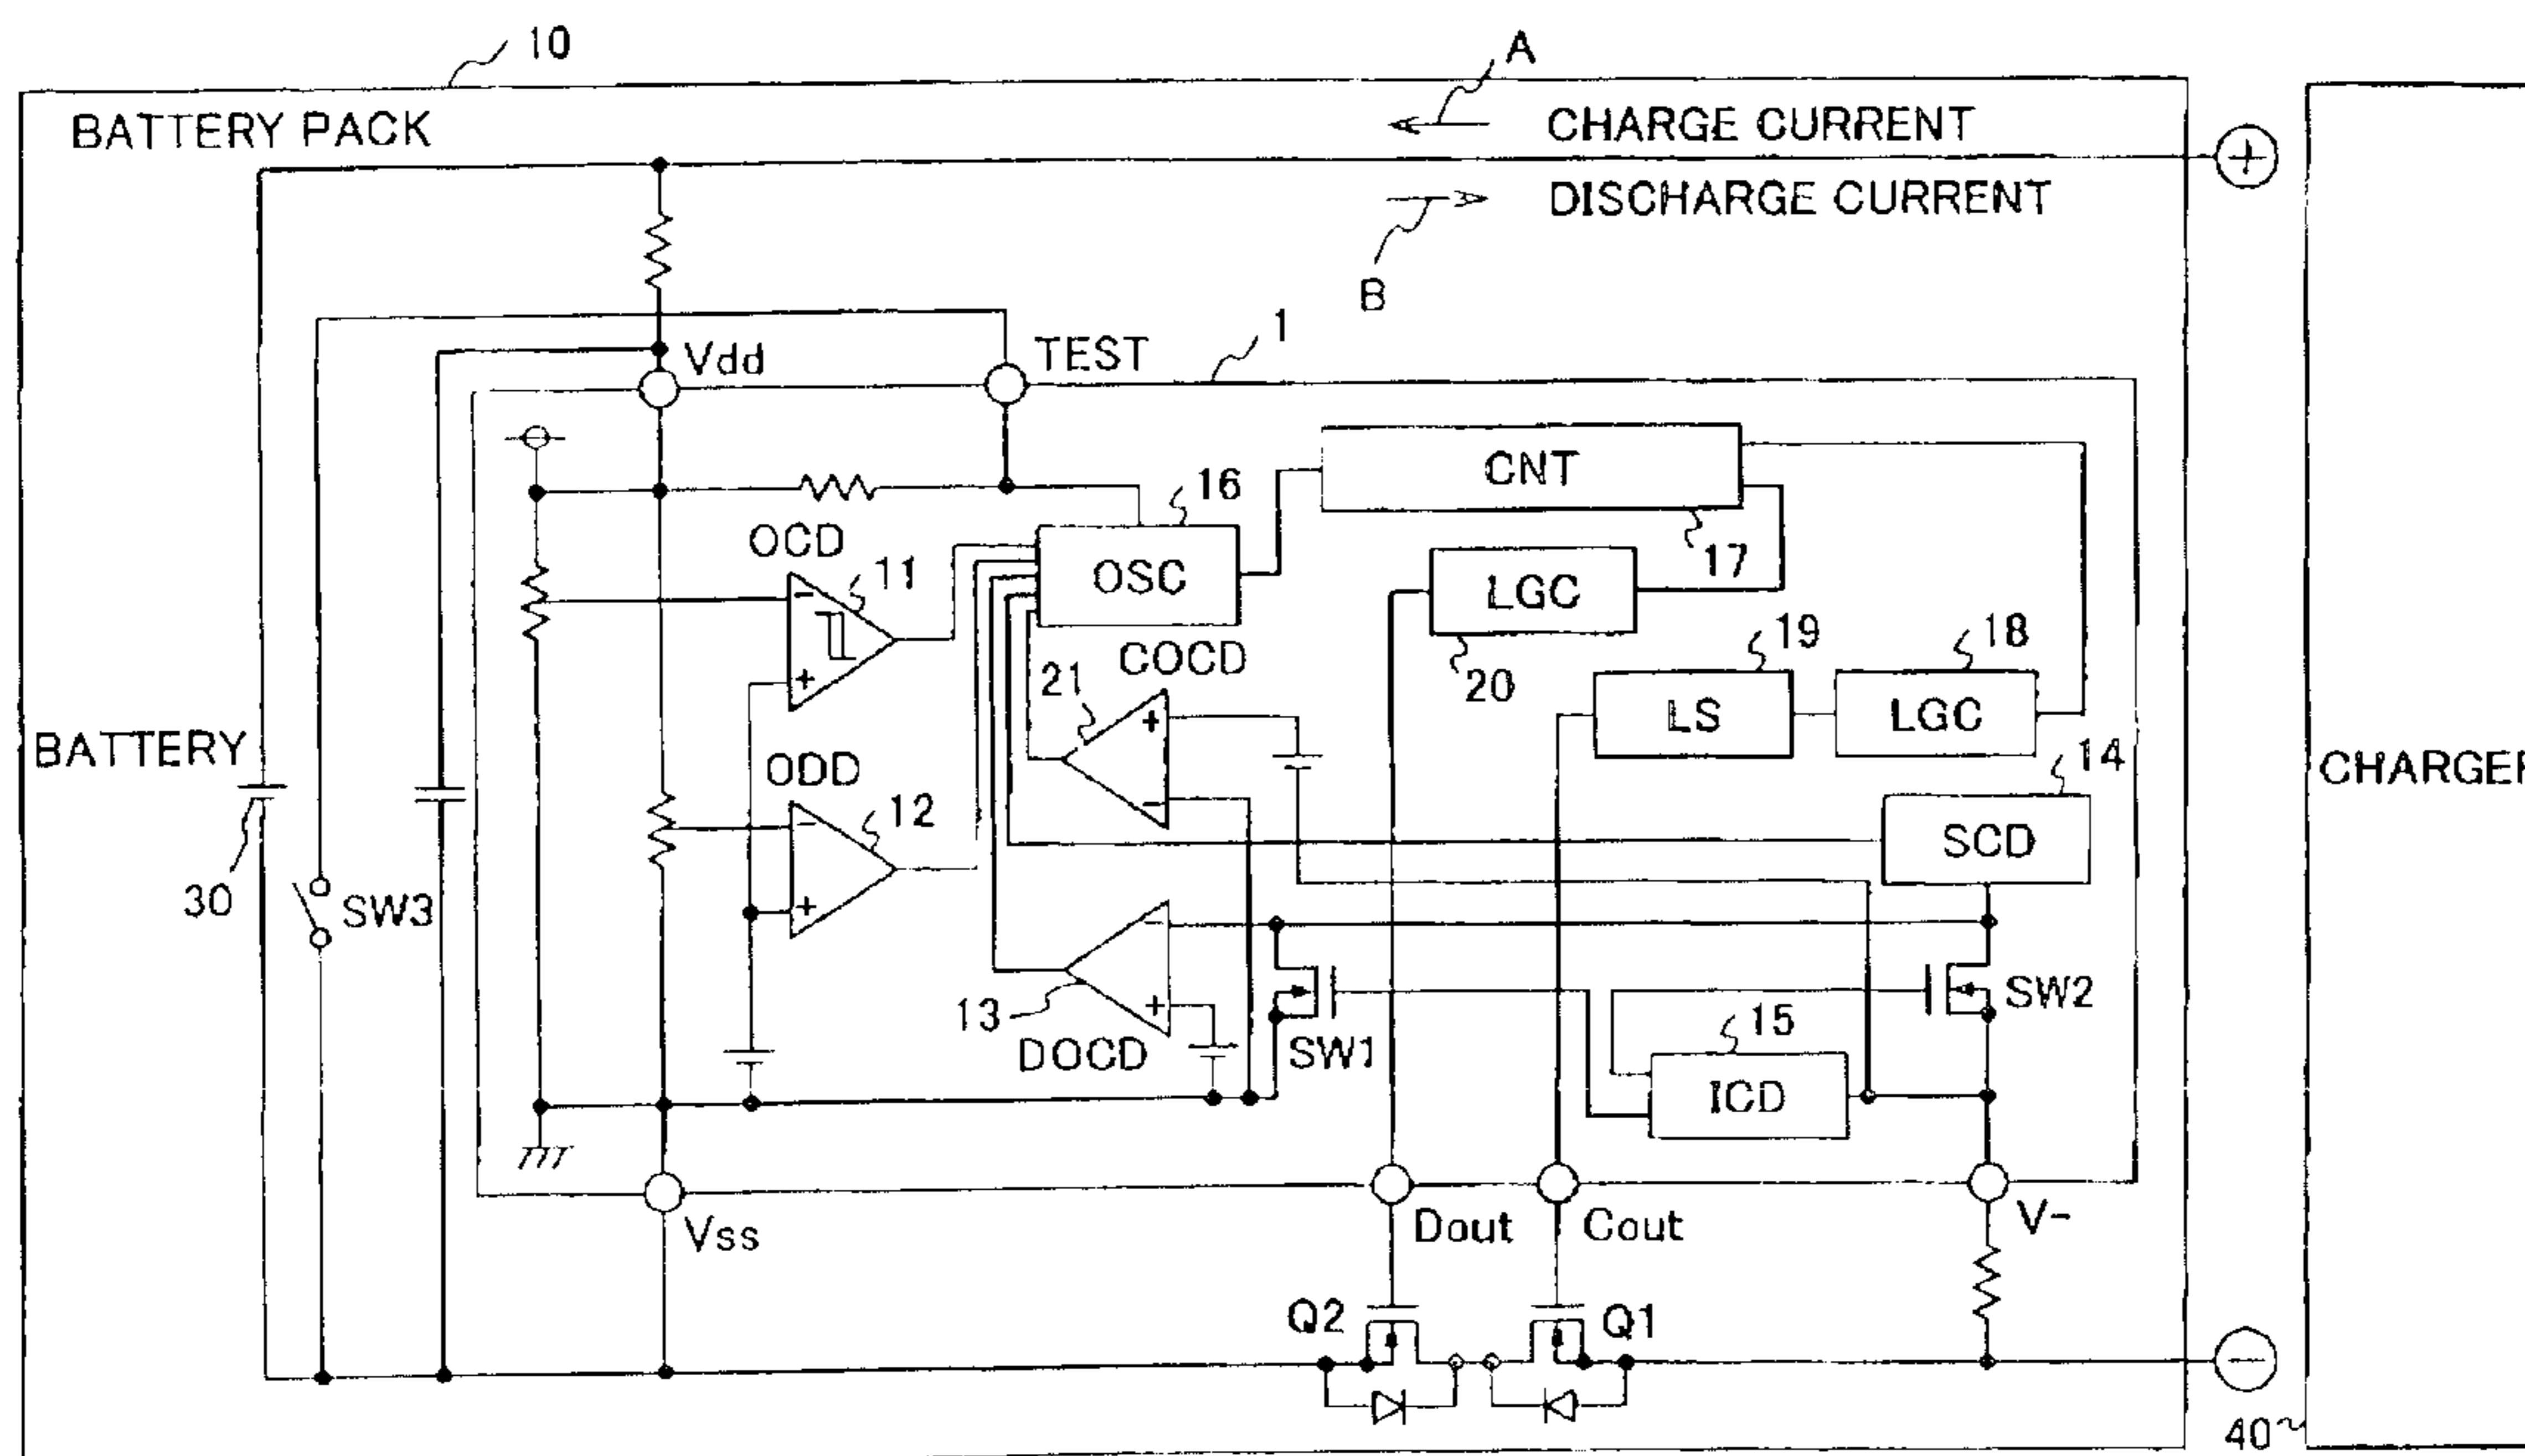 10
A
BATTERY PACK
CHARGE CURRENT
+
DISCHARGE CURRENT
B
1
Vdd
TEST
CNT
16
17
OCD
11
OSC
LGC
20
COCD
21
19
18
LS
LGC
BATTERY
30
SW3
ODD
12
14
SCD
CHARGER
13
DOCD
SW1
SW2
15
ICD
Vss
Dout
Cout
V-
Q2
Q1
−
40